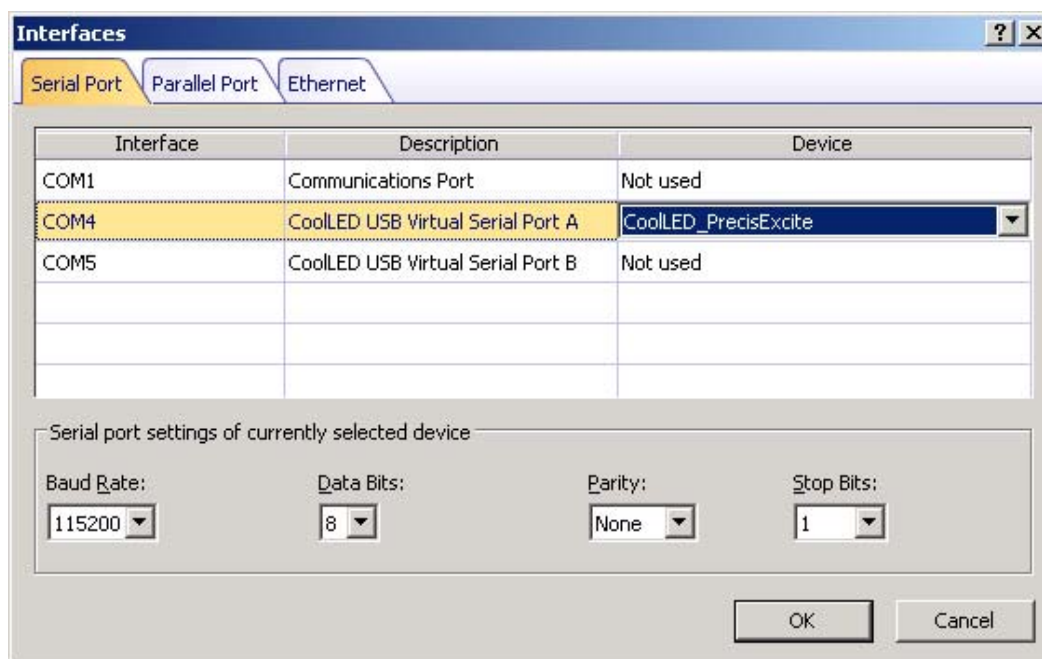 Interfaces
Serial Port Parallel Port Ethernet
Interface Description Device
COM1 Communications Port Not used
COM4 CoolLED USB Virtual Serial Port A CoolLED_PrecisExcite
COM5 CoolLED USB Virtual Serial Port B Not used
Serial port settings of currently selected device
Baud Rate: Data Bits: Parity: Stop Bits:
115200 8 None 1
OK Cancel